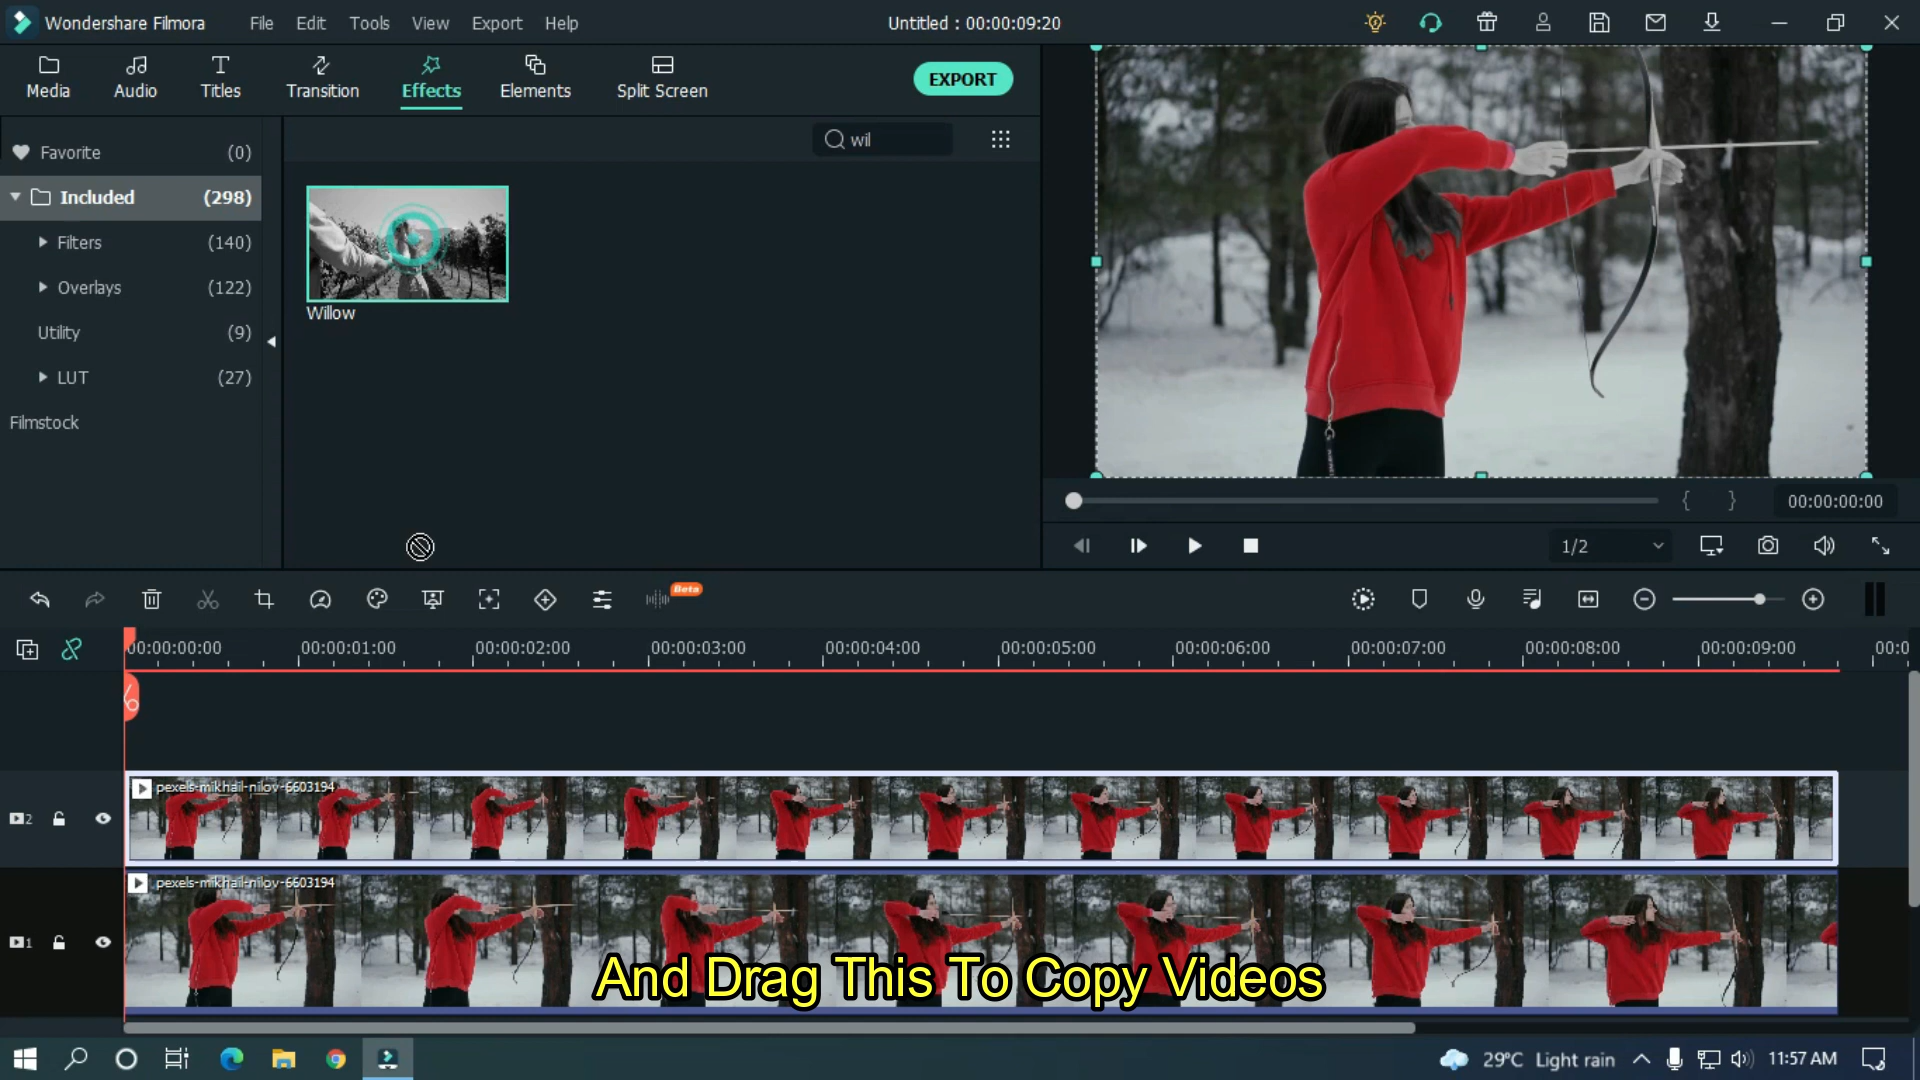 Wondershare Filmora
File Edit Tools View Export Help
Untitled : 00:00:09:20
Media Audio Titles Transition Effects Elements Split Screen
EXPORT
Favorite (0)
Included (298)
Filters (140)
Overlays (122)
Utility (9)
LUT (27)
Filmstock
wil
Willow
{ } 00:00:00:00
1/2
Beta
00:00:00:00 00:00:01:00 00:00:02:00 00:00:03:00 00:00:04:00 00:00:05:00 00:00:06:00 00:00:07:00 00:00:08:00 00:00:09:00 00:0
pexels-mikhail-nilov-6603194
2
pexels-mikhail-nilov-6603194
1
And Drag This To Copy Videos
29°C Light rain 11:57 AM